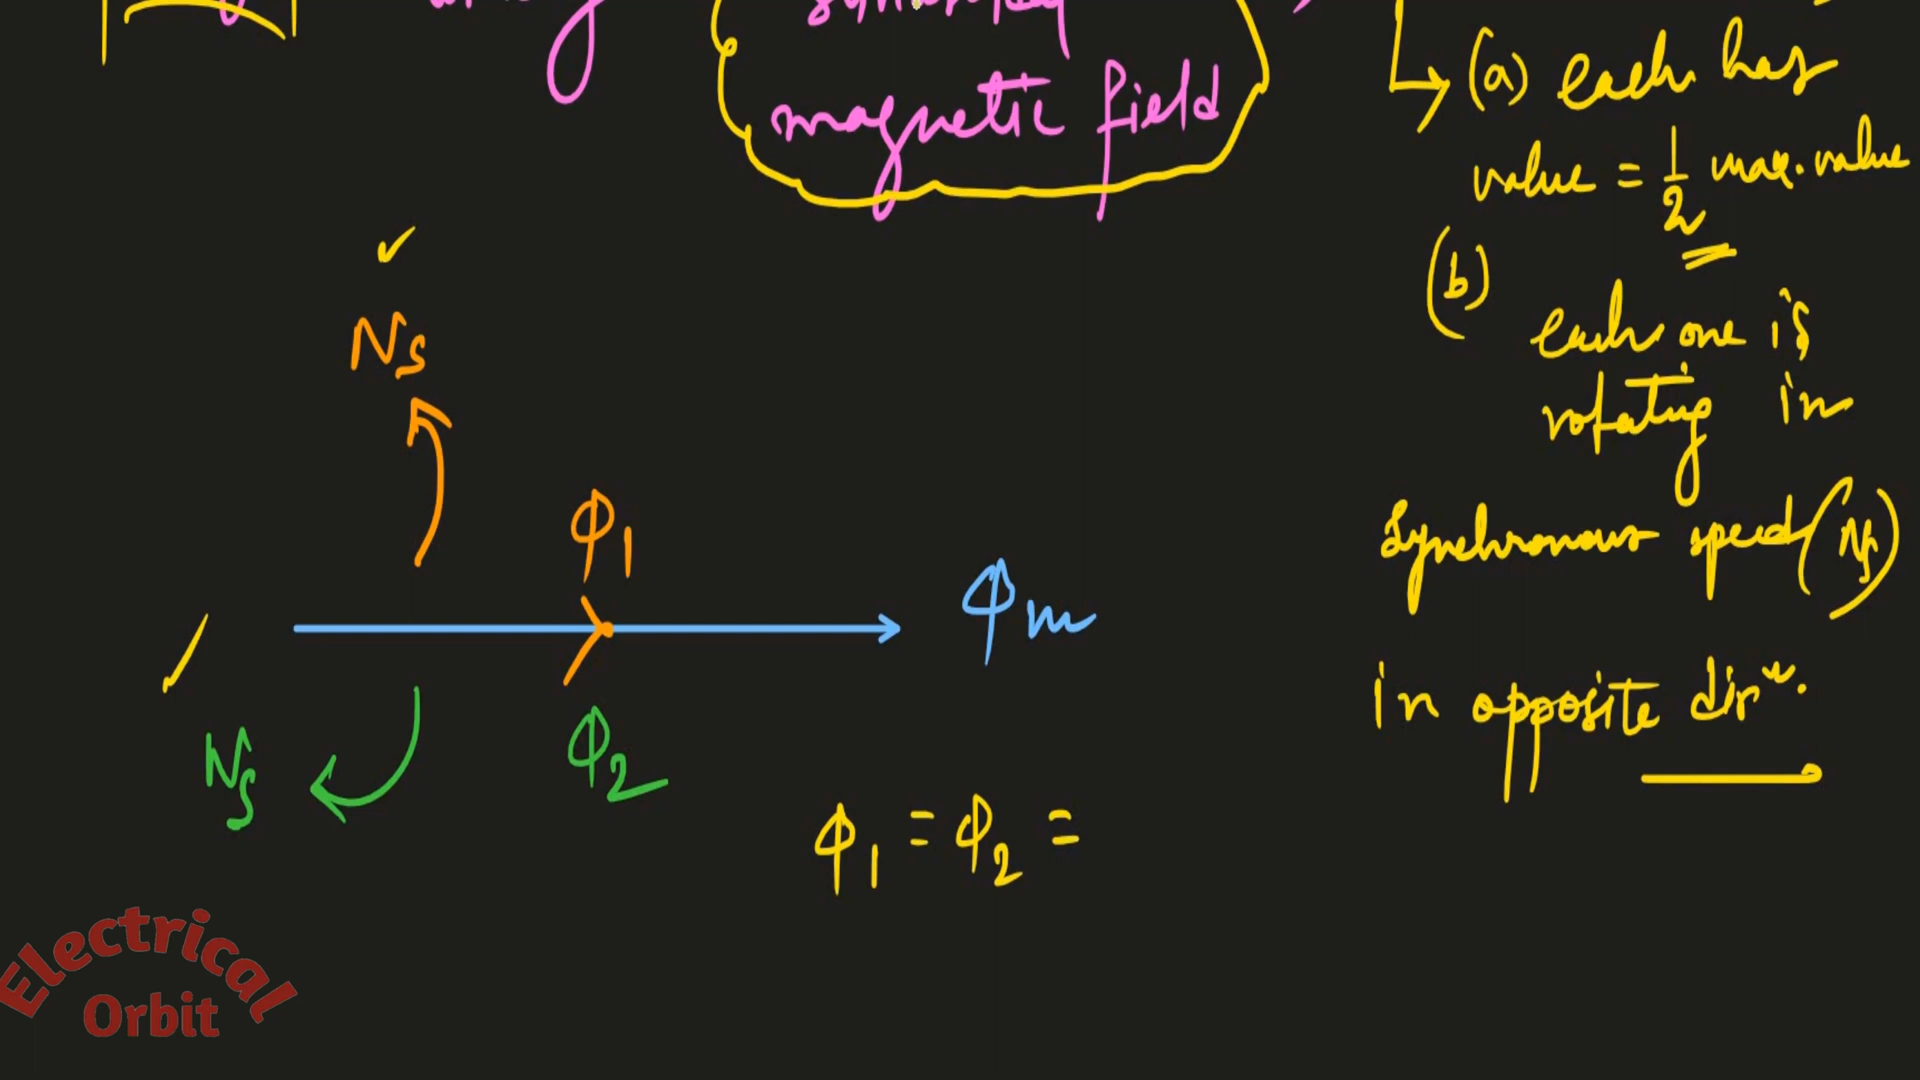 magnetic field
(a) each has
value = 1/2 max. value
(b)
each one is
rotating in
Synchronous speed (Ns)
in opposite dirⁿ.
Ns
Φ1
Φm
Ns
Φ2
Φ1 = Φ2 =
Electrical
Orbit